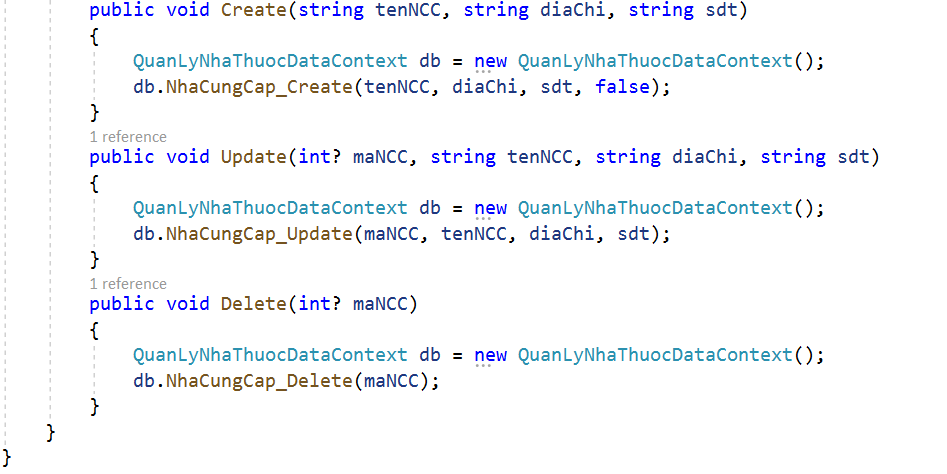 public void Create(string tenNCC, string diaChi, string sdt)
{
QuanLyNhaThuocDataContext db = new QuanLyNhaThuocDataContext();
db.NhaCungCap_Create(tenNCC, diaChi, sdt, false);
}
1 reference
public void Update(int? maNCC, string tenNCC, string diaChi, string sdt)
{
QuanLyNhaThuocDataContext db = new QuanLyNhaThuocDataContext();
db.NhaCungCap_Update(maNCC, tenNCC, diaChi, sdt);
}
1 reference
public void Delete(int? maNCC)
{
QuanLyNhaThuocDataContext db = new QuanLyNhaThuocDataContext();
db.NhaCungCap_Delete(maNCC);
}
}
}